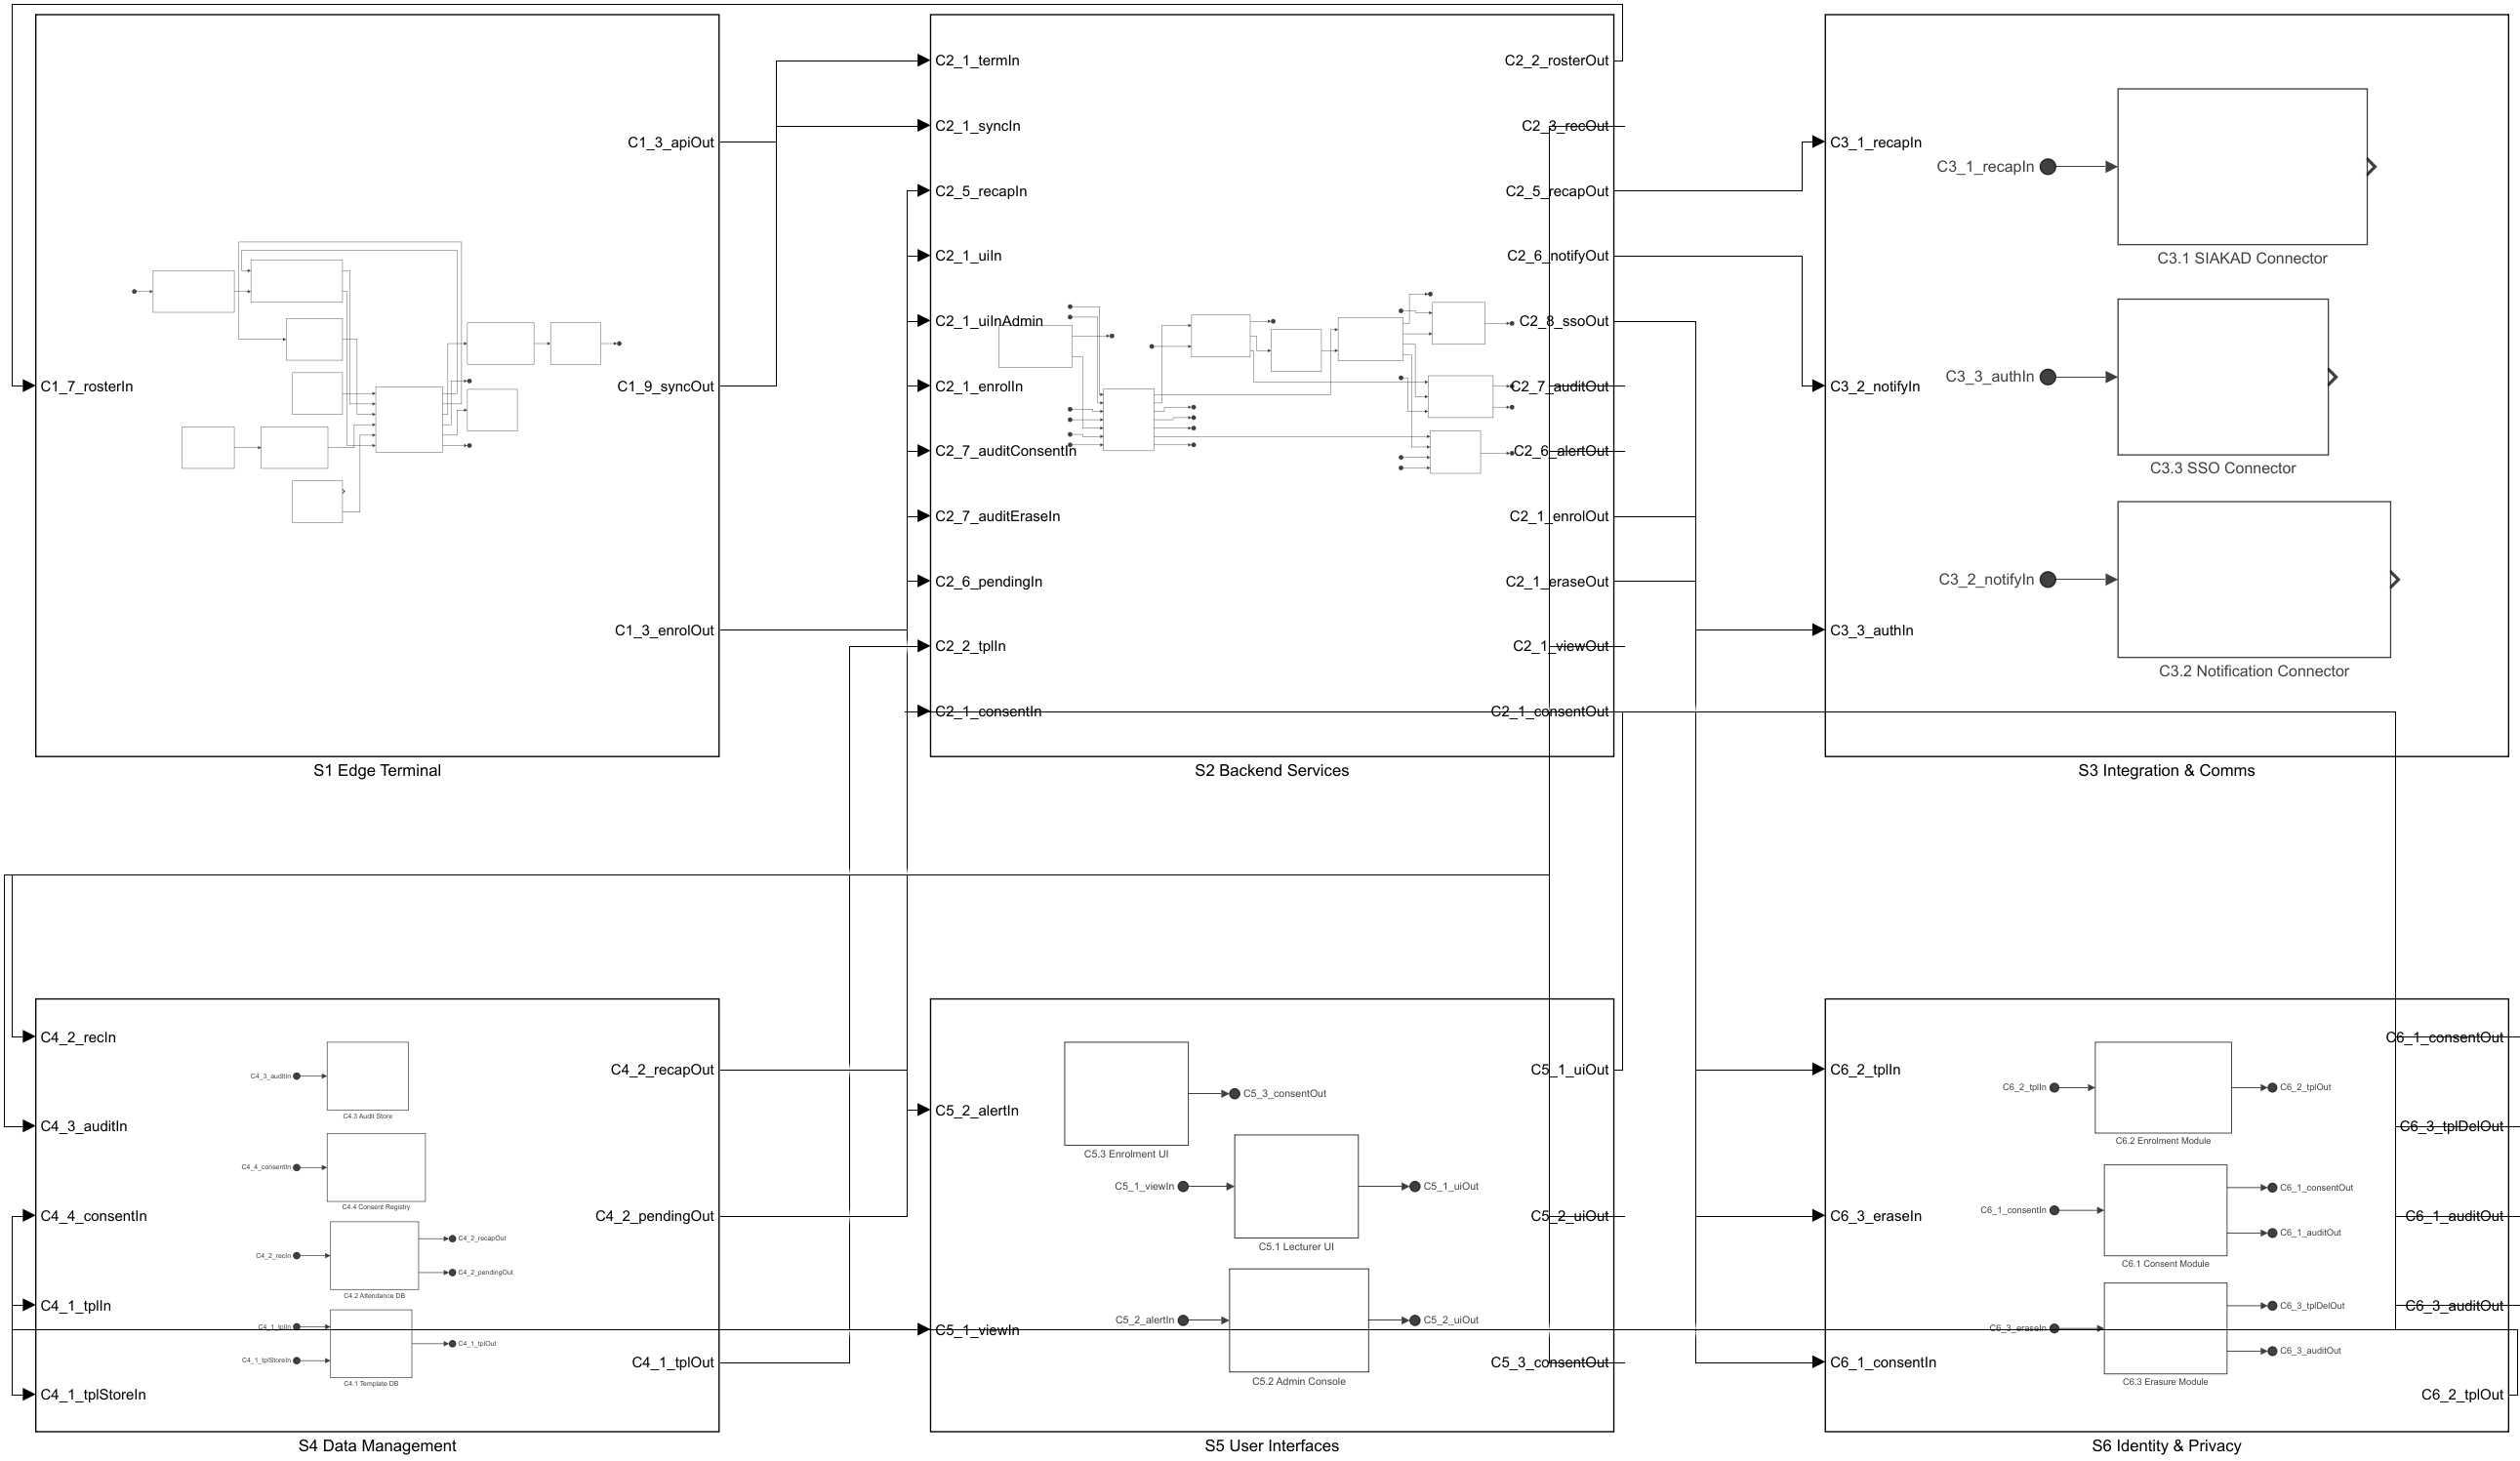 C2_1_termIn
C2_2_rosterOut
C2_1_syncIn
C2_3_recOut
C1_3_apiOut
C3_1_recapIn
C3_1_recapIn
C2_5_recapIn
C2_5_recapOut
C2_1_uiIn
C2_6_notifyOut
C3.1 SIAKAD Connector
C2_1_uiInAdmin
C2_8_ssoOut
C1_7_rosterIn
C1_9_syncOut
C2_1_enrolIn
C2_7_auditOut
C3_2_notifyIn
C3_3_authIn
C2_7_auditConsentIn
C2_6_alertOut
C3.3 SSO Connector
C2_7_auditEraseIn
C2_1_enrolOut
C2_6_pendingIn
C2_1_eraseOut
C3_2_notifyIn
C1_3_enrolOut
C3_3_authIn
C2_2_tplIn
C2_1_viewOut
C3.2 Notification Connector
C2_1_consentIn
C2_1_consentOut
S1 Edge Terminal
S2 Backend Services
S3 Integration & Comms
C4_2_recIn
C4_3_auditIn
C4.3 Audit Store
C4_2_recapOut
C4_3_auditIn
C4_4_consentIn
C4.4 Consent Registry
C4_4_consentIn
C4_2_pendingOut
C4_2_recIn
C4_2_recapOut
C4_2_pendingOut
C4.2 Attendance DB
C4_1_tplIn
C4_1_tplIn
C4_1_tplOut
C4_1_tplStoreIn
C4.1 Template DB
C4_1_tplOut
C4_1_tplStoreIn
S4 Data Management
C5_1_uiOut
C5_3_consentOut
C5_2_alertIn
C5.3 Enrolment UI
C5_1_viewIn
C5_1_uiOut
C5_2_uiOut
C5.1 Lecturer UI
C5_2_alertIn
C5_2_uiOut
C5_1_viewIn
C5_3_consentOut
C5.2 Admin Console
S5 User Interfaces
C6_1_consentOut
C6_2_tplIn
C6_2_tplIn
C6_2_tplOut
C6_3_tplDelOut
C6.2 Enrolment Module
C6_1_consentOut
C6_3_eraseIn
C6_1_consentIn
C6_1_auditOut
C6_1_auditOut
C6.1 Consent Module
C6_3_tplDelOut
C6_3_auditOut
C6_3_eraseIn
C6_3_auditOut
C6_1_consentIn
C6.3 Erasure Module
C6_2_tplOut
S6 Identity & Privacy